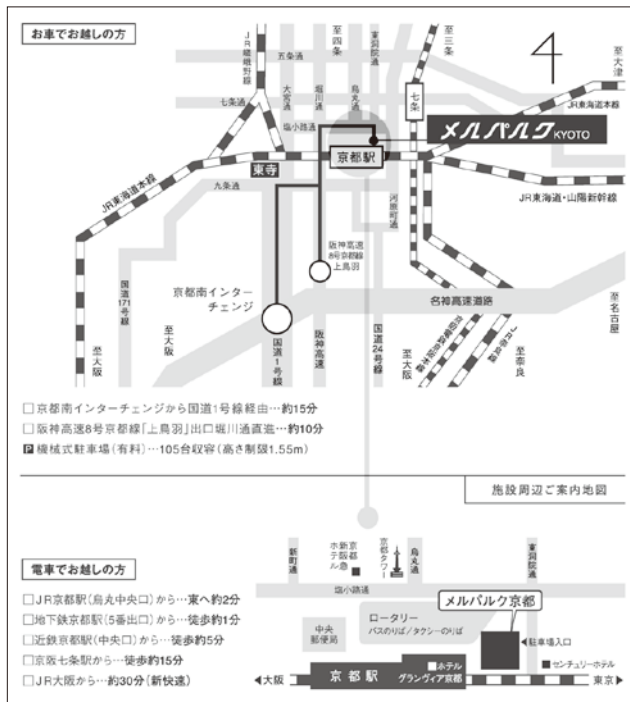 お車でお越しの方
JR嵯峨野線
至四条
東洞院通
至三条
至大津
五条通
大宮通
堀川通
烏丸通
七条
七条通
JR東海道本線
塩小路通
メルパルクKYOTO
京都駅
東寺
JR東海道本線
九条通
河原町通
JR東海道・山陽新幹線
阪神高速
8号京都線
上鳥羽
京都南インター
チェンジ
名神高速道路
至名古屋
国道171号線
至大阪
至大阪
国道1号線
阪神高速
国道24号線
至大阪
JR奈良線
至奈良
□京都南インターチェンジから国道1号線経由…約15分
□阪神高速8号京都線「上鳥羽」出口堀川通直進…約10分
P 機械式駐車場(有料)…105台収容(高さ制限1.55m)
施設周辺ご案内地図
電車でお越しの方
□JR京都駅(烏丸中央口)から…東へ約2分
□地下鉄京都駅(5番出口)から…徒歩約1分
□近鉄京都駅(中央口)から…徒歩約5分
□京阪七条駅から…徒歩約15分
□JR大阪から…約30分(新快速)
新町通
京都
新阪急
ホテル
京都タワー
烏丸通
東洞院通
塩小路通
メルパルク京都
ロータリー
バスのりば/タクシーのりば
中央
郵便局
◀駐車場入口
■センチュリーホテル
京都駅
ホテル
グランヴィア京都
◀大阪
東京▶